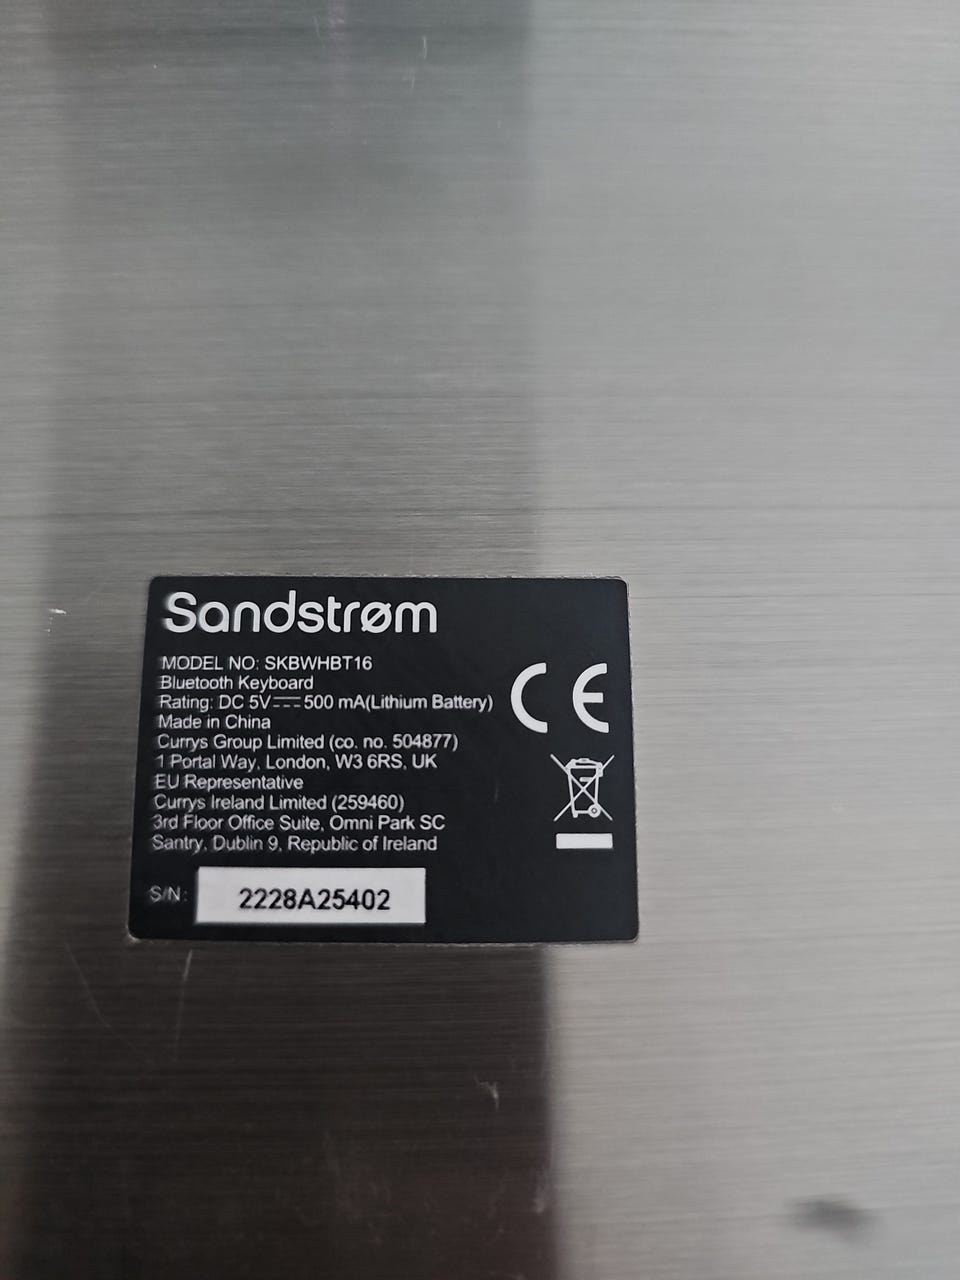 Sandstrøm
MODEL NO: SKBWHBT16
Bluetooth Keyboard
Rating: DC 5V⎓500 mA(Lithium Battery)
Made in China
Currys Group Limited (co. no. 504877)
1 Portal Way, London, W3 6RS, UK
EU Representative
Currys Ireland Limited (259460)
3rd Floor Office Suite, Omni Park SC
Santry, Dublin 9, Republic of Ireland
S/N: 2228A25402
CE